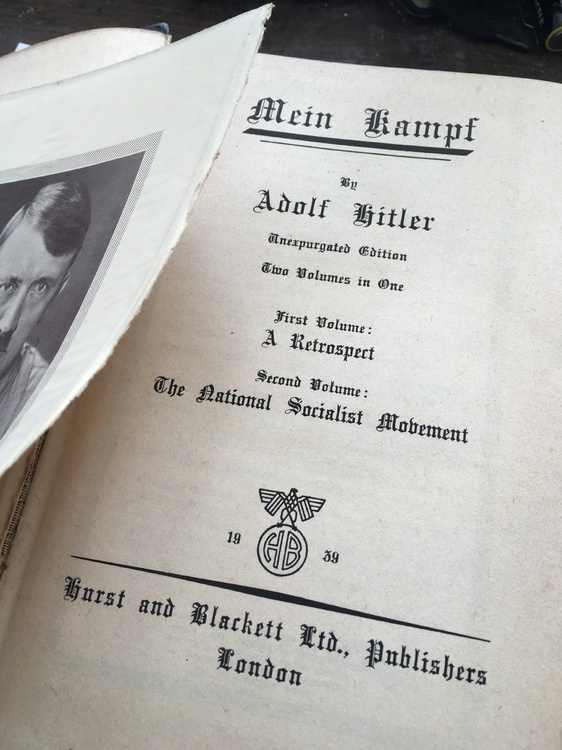 Mein Kampf
By
Adolf Hitler
Unexpurgated Edition
Two Volumes in One
First Volume:
A Retrospect
Second Volume:
The National Socialist Movement
HB
19 39
Hurst and Blackett Ltd., Publishers
London